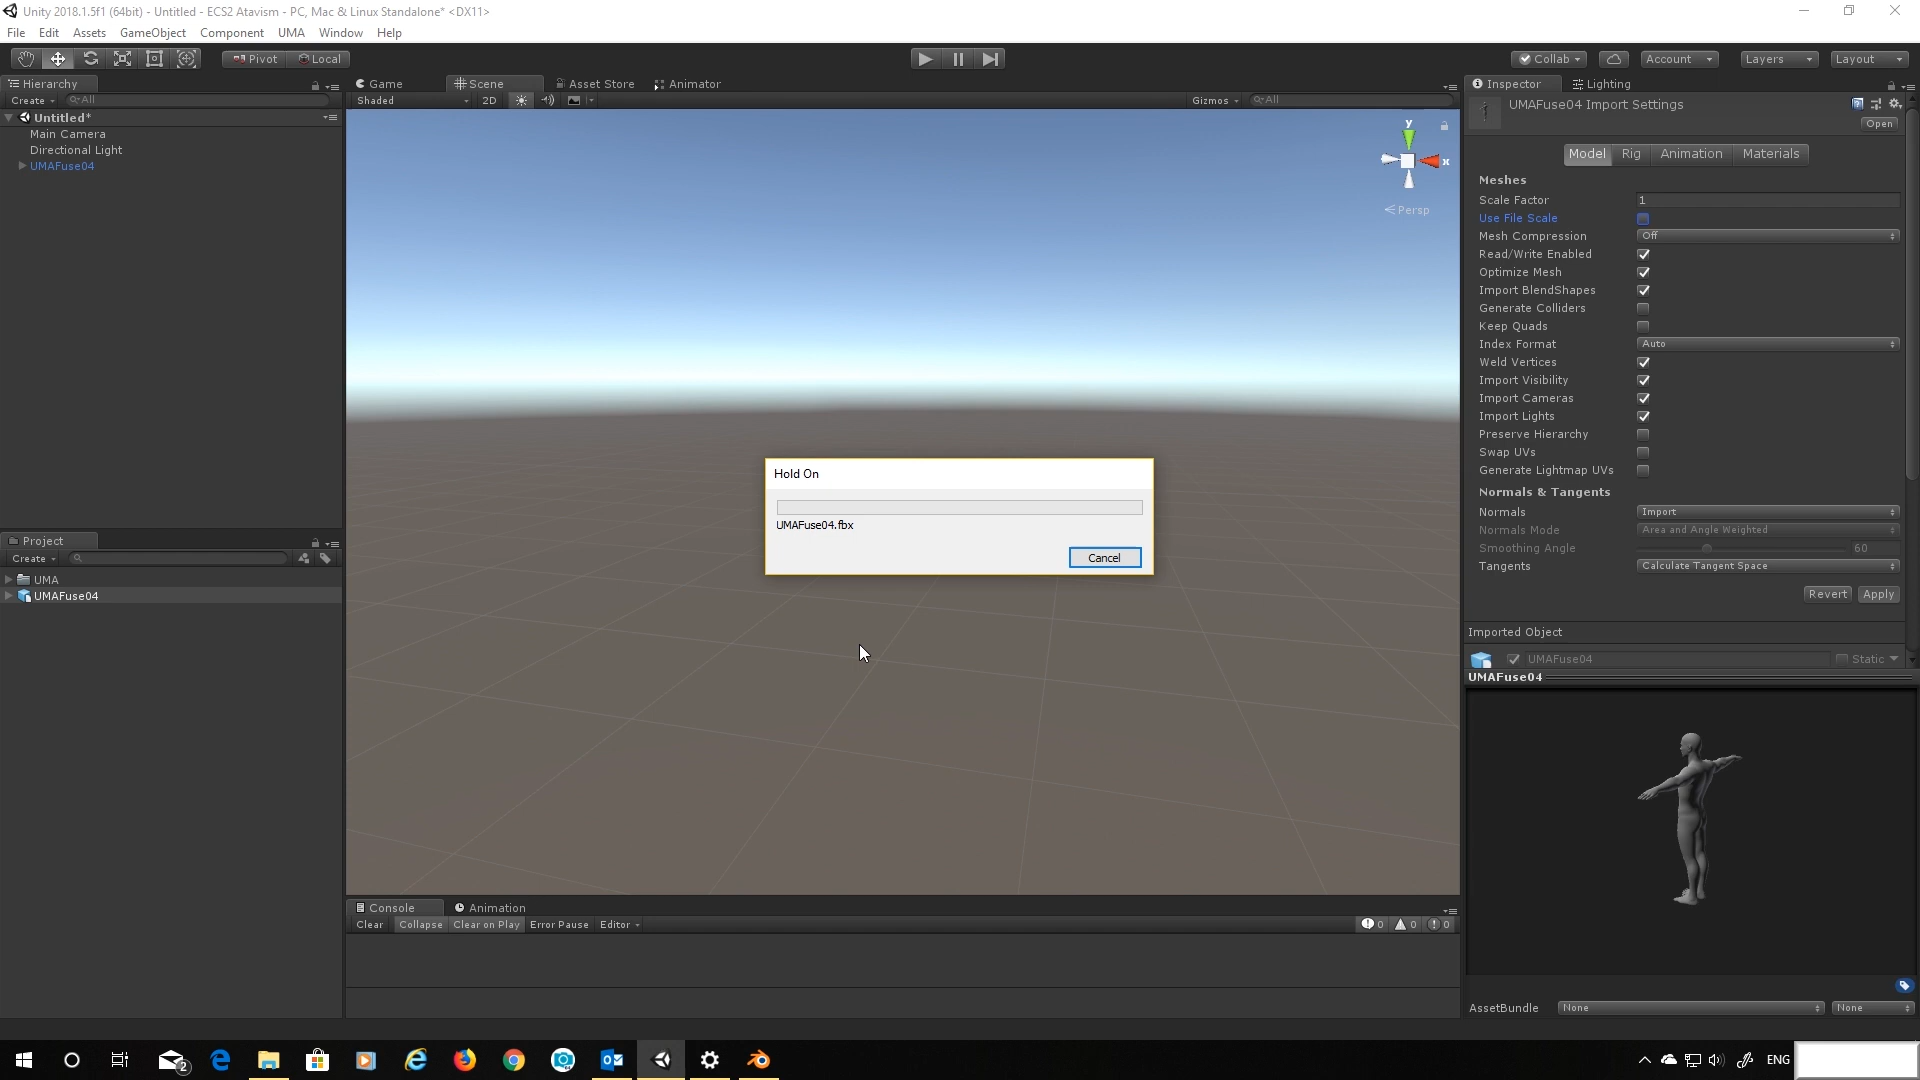 Unity 2018.1.5f1 (64bit) - Untitled - ECS2 Atavism - PC, Mac & Linux Standalone* <DX11>
File Edit Assets GameObject Component UMA Window Help
Pivot Local
Collab Account Layers Layout
Hierarchy
Create All
Untitled*
Main Camera
Directional Light
UMAFuse04
Game Scene Asset Store Animator
Shaded 2D Gizmos All
y
x
Persp
Hold On
UMAFuse04.fbx
Cancel
Project
Create
UMA
UMAFuse04
Console Animation
Clear Collapse Clear on Play Error Pause Editor 0 0 0
Inspector Lighting
UMAFuse04 Import Settings
Open
Model Rig Animation Materials
Meshes
Scale Factor 1
Use File Scale
Mesh Compression Off
Read/Write Enabled
Optimize Mesh
Import BlendShapes
Generate Colliders
Keep Quads
Index Format Auto
Weld Vertices
Import Visibility
Import Cameras
Import Lights
Preserve Hierarchy
Swap UVs
Generate Lightmap UVs
Normals & Tangents
Normals Import
Normals Mode Area and Angle Weighted
Smoothing Angle 60
Tangents Calculate Tangent Space
Revert Apply
Imported Object
UMAFuse04 Static
UMAFuse04
AssetBundle None None
2
ENG